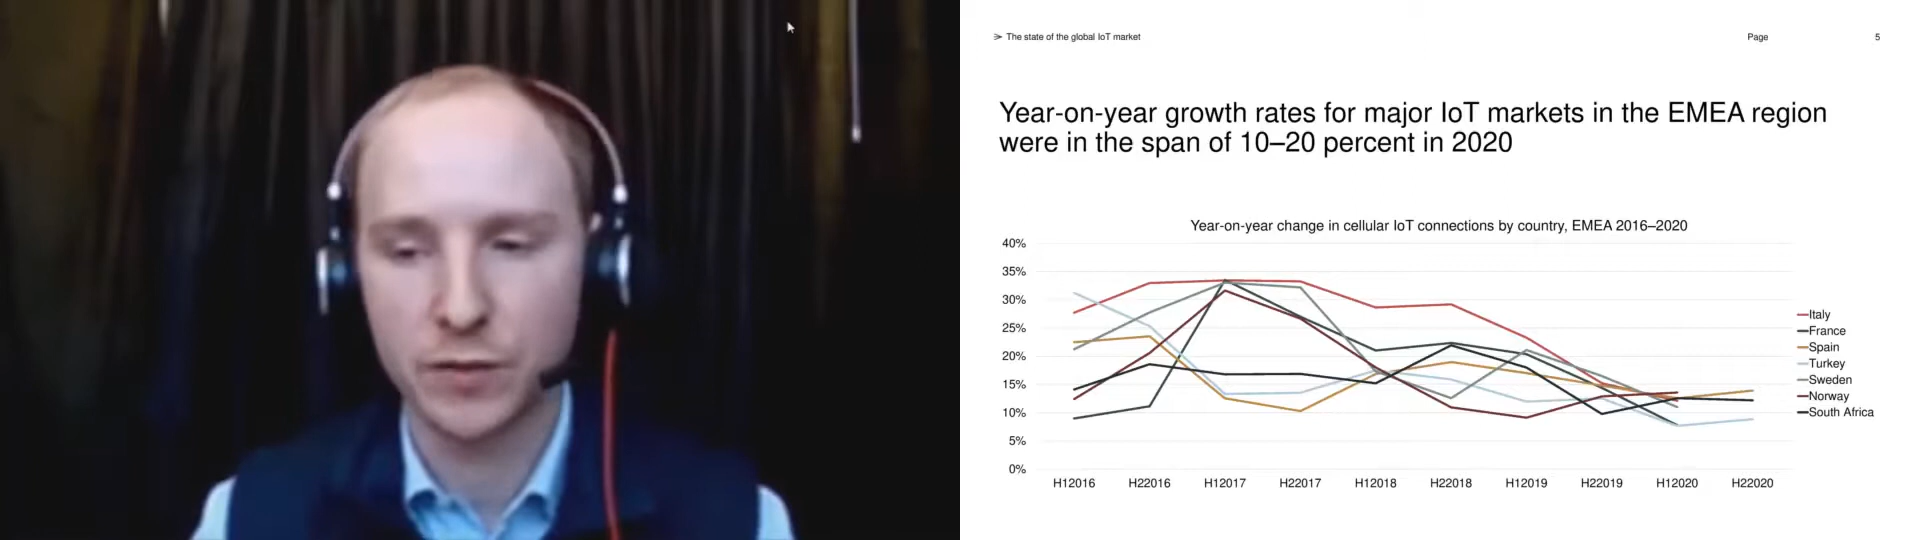 ⪢ The state of the global IoT market Page 5
Year-on-year growth rates for major IoT markets in the EMEA region
were in the span of 10–20 percent in 2020
Year-on-year change in cellular IoT connections by country, EMEA 2016–2020
40%
35%
30%
25%
20%
15%
10%
5%
0%
H12016 H22016 H12017 H22017 H12018 H22018 H12019 H22019 H12020 H22020
Italy
France
Spain
Turkey
Sweden
Norway
South Africa